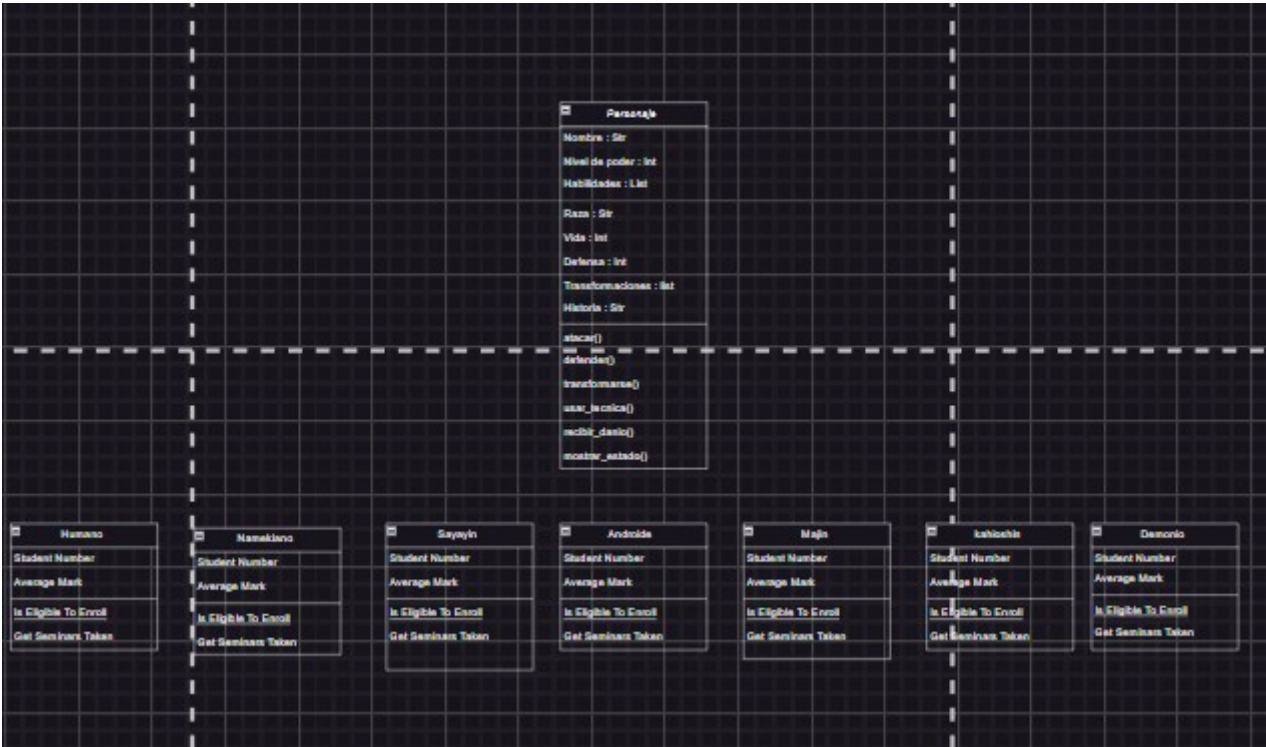 Personaje
Nombre : Str
Nivel de poder : Int
Habilidades : List
Raza : Str
Vida : Int
Defensa : Int
Transformaciones : list
Historia : Str
atacar()
defender()
transformarse()
usar_tecnica()
recibir_danio()
mostrar_estado()
Humano
Student Number
Average Mark
Is Eligible To Enroll
Get Seminars Taken
Namekiano
Student Number
Average Mark
Is Eligible To Enroll
Get Seminars Taken
Sayayin
Student Number
Average Mark
Is Eligible To Enroll
Get Seminars Taken
Androide
Student Number
Average Mark
Is Eligible To Enroll
Get Seminars Taken
Majin
Student Number
Average Mark
Is Eligible To Enroll
Get Seminars Taken
kahioshin
Student Number
Average Mark
Is Eligible To Enroll
Get Seminars Taken
Demonio
Student Number
Average Mark
Is Eligible To Enroll
Get Seminars Taken